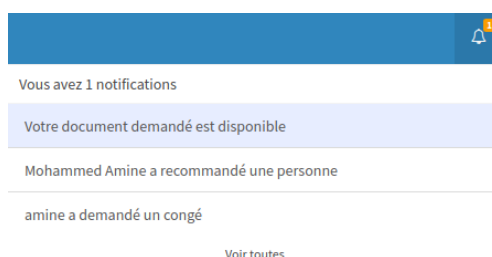 1
Vous avez 1 notifications
Votre document demandé est disponible
Mohammed Amine a recommandé une personne
amine a demandé un congé
Voir toutes